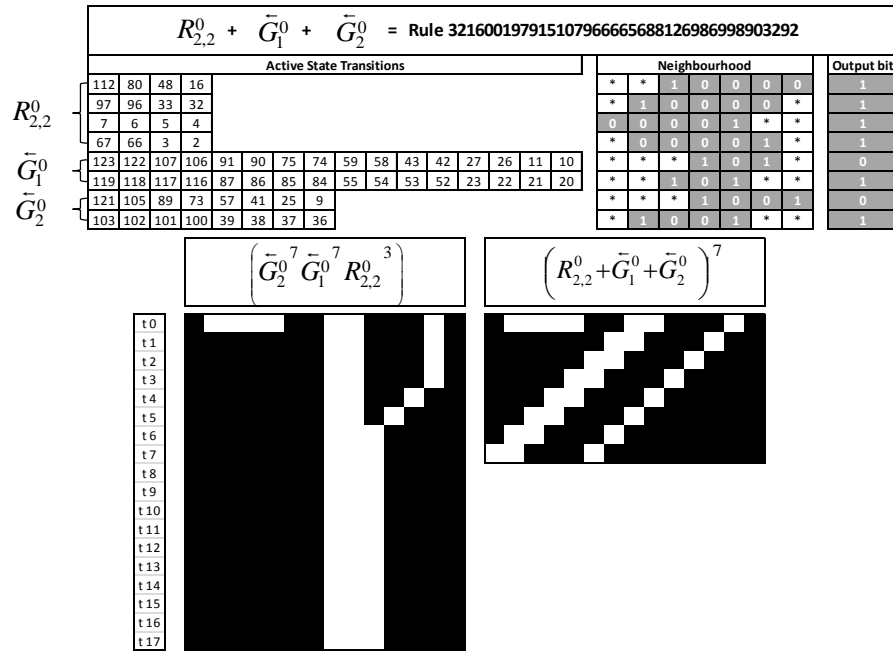 R⁰₂,₂ + G⃖⁰₁ + G⃖⁰₂ = Rule 32160019791510796666568812698699890​3292
Active State Transitions Neighbourhood Output bit
R⁰₂,₂
112 80 48 16 * * 1 0 0 0 0 1
97 96 33 32 * 1 0 0 0 0 * 1
7 6 5 4 0 0 0 0 1 * * 1
67 66 3 2 * 0 0 0 0 1 * 1
G⃖⁰₁
123 122 107 106 91 90 75 74 59 58 43 42 27 26 11 10 * * * 1 0 1 * 0
119 118 117 116 87 86 85 84 55 54 53 52 23 22 21 20 * * 1 0 1 * * 1
G⃖⁰₂
121 105 89 73 57 41 25 9 * * * 1 0 0 1 0
103 102 101 100 39 38 37 36 * 1 0 0 1 * * 1
(G⃖⁰₂⁷ G⃖⁰₁⁷ R⁰₂,₂³) (R⁰₂,₂+G⃖⁰₁+G⃖⁰₂)⁷
t 0
t 1
t 2
t 3
t 4
t 5
t 6
t 7
t 8
t 9
t 10
t 11
t 12
t 13
t 14
t 15
t 16
t 17